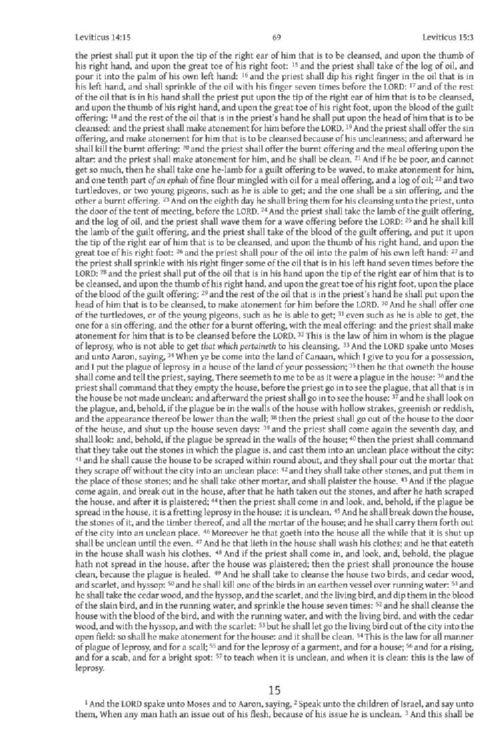 Leviticus 14:15 69 Leviticus 15:3
the priest shall put it upon the tip of the right ear of him that is to be cleansed, and upon the thumb of
his right hand, and upon the great toe of his right foot: 15 and the priest shall take of the log of oil, and
pour it into the palm of his own left hand: 16 and the priest shall dip his right finger in the oil that is in
his left hand, and shall sprinkle of the oil with his finger seven times before the LORD: 17 and of the rest
of the oil that is in his hand shall the priest put upon the tip of the right ear of him that is to be cleansed,
and upon the thumb of his right hand, and upon the great toe of his right foot, upon the blood of the guilt
offering: 18 and the rest of the oil that is in the priest's hand he shall put upon the head of him that is to be
cleansed: and the priest shall make atonement for him before the LORD. 19 And the priest shall offer the sin
offering, and make atonement for him that is to be cleansed because of his uncleanness; and afterward he
shall kill the burnt offering: 20 and the priest shall offer the burnt offering and the meal offering upon the
altar: and the priest shall make atonement for him, and he shall be clean. 21 And if he be poor, and cannot
get so much, then he shall take one he-lamb for a guilt offering to be waved, to make atonement for him,
and one tenth part of an ephah of fine flour mingled with oil for a meal offering, and a log of oil; 22 and two
turtledoves, or two young pigeons, such as he is able to get; and the one shall be a sin offering, and the
other a burnt offering. 23 And on the eighth day he shall bring them for his cleansing unto the priest, unto
the door of the tent of meeting, before the LORD. 24 And the priest shall take the lamb of the guilt offering,
and the log of oil, and the priest shall wave them for a wave offering before the LORD: 25 and he shall kill
the lamb of the guilt offering, and the priest shall take of the blood of the guilt offering, and put it upon
the tip of the right ear of him that is to be cleansed, and upon the thumb of his right hand, and upon the
great toe of his right foot: 26 and the priest shall pour of the oil into the palm of his own left hand: 27 and
the priest shall sprinkle with his right finger some of the oil that is in his left hand seven times before the
LORD: 28 and the priest shall put of the oil that is in his hand upon the tip of the right ear of him that is to
be cleansed, and upon the thumb of his right hand, and upon the great toe of his right foot, upon the place
of the blood of the guilt offering: 29 and the rest of the oil that is in the priest's hand he shall put upon the
head of him that is to be cleansed, to make atonement for him before the LORD. 30 And he shall offer one
of the turtledoves, or of the young pigeons, such as he is able to get; 31 even such as he is able to get, the
one for a sin offering, and the other for a burnt offering, with the meal offering: and the priest shall make
atonement for him that is to be cleansed before the LORD. 32 This is the law of him in whom is the plague
of leprosy, who is not able to get that which pertaineth to his cleansing. 33 And the LORD spake unto Moses
and unto Aaron, saying, 34 When ye be come into the land of Canaan, which I give to you for a possession,
and I put the plague of leprosy in a house of the land of your possession; 35 then he that owneth the house
shall come and tell the priest, saying, There seemeth to me to be as it were a plague in the house: 36 and the
priest shall command that they empty the house, before the priest go in to see the plague, that all that is in
the house be not made unclean: and afterward the priest shall go in to see the house: 37 and he shall look on
the plague, and, behold, if the plague be in the walls of the house with hollow strakes, greenish or reddish,
and the appearance thereof be lower than the wall; 38 then the priest shall go out of the house to the door
of the house, and shut up the house seven days: 39 and the priest shall come again the seventh day, and
shall look: and, behold, if the plague be spread in the walls of the house; 40 then the priest shall command
that they take out the stones in which the plague is, and cast them into an unclean place without the city:
41 and he shall cause the house to be scraped within round about, and they shall pour out the mortar that
they scrape off without the city into an unclean place: 42 and they shall take other stones, and put them in
the place of those stones; and he shall take other mortar, and shall plaister the house. 43 And if the plague
come again, and break out in the house, after that he hath taken out the stones, and after he hath scraped
the house, and after it is plaistered; 44 then the priest shall come in and look, and, behold, if the plague be
spread in the house, it is a fretting leprosy in the house: it is unclean. 45 And he shall break down the house,
the stones of it, and the timber thereof, and all the mortar of the house; and he shall carry them forth out
of the city into an unclean place. 46 Moreover he that goeth into the house all the while that it is shut up
shall be unclean until the even. 47 And he that lieth in the house shall wash his clothes; and he that eateth
in the house shall wash his clothes. 48 And if the priest shall come in, and look, and, behold, the plague
hath not spread in the house, after the house was plaistered; then the priest shall pronounce the house
clean, because the plague is healed. 49 And he shall take to cleanse the house two birds, and cedar wood,
and scarlet, and hyssop: 50 and he shall kill one of the birds in an earthen vessel over running water: 51 and
he shall take the cedar wood, and the hyssop, and the scarlet, and the living bird, and dip them in the blood
of the slain bird, and in the running water, and sprinkle the house seven times: 52 and he shall cleanse the
house with the blood of the bird, and with the running water, and with the living bird, and with the cedar
wood, and with the hyssop, and with the scarlet: 53 but he shall let go the living bird out of the city into the
open field: so shall he make atonement for the house: and it shall be clean. 54 This is the law for all manner
of plague of leprosy, and for a scall; 55 and for the leprosy of a garment, and for a house; 56 and for a rising,
and for a scab, and for a bright spot: 57 to teach when it is unclean, and when it is clean: this is the law of
leprosy.
15
1 And the LORD spake unto Moses and to Aaron, saying, 2 Speak unto the children of Israel, and say unto
them, When any man hath an issue out of his flesh, because of his issue he is unclean. 3 And this shall be